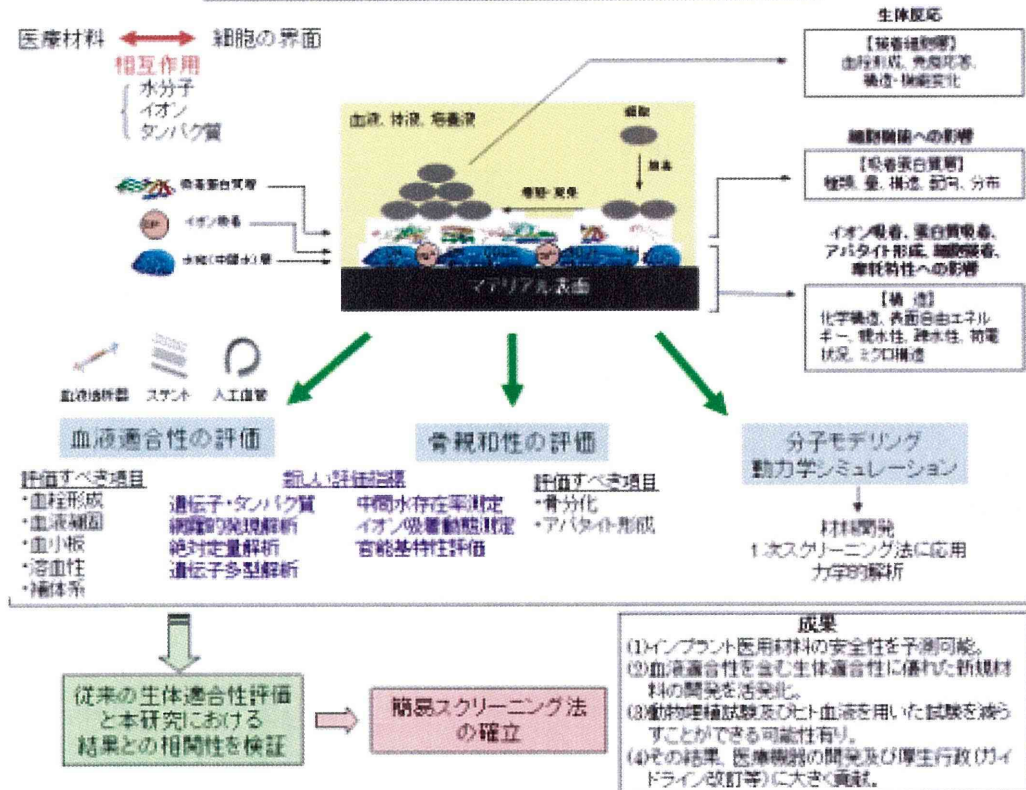 医療材料 細胞の界面
相互作用
水分子
イオン
タンパク質
吸着蛋白質層
イオン吸着
水和(中間水)層
血液、体液、培養液
細胞
接着
マテリアル表面
生体反応
【接着細胞層】
血栓形成、免疫応答、
構造・機能変化
細胞機能への影響
【吸着蛋白質層】
種類、量、構造、配向、分布
イオン吸着、蛋白質吸着、
アパタイト形成、細胞接着、
摩耗特性への影響
【構造】
化学構造、表面自由エネル
ギー、親水性、疎水性、荷電
状況、ミクロ構造
血液透析器 ステント 人工血管
血液適合性の評価
評価すべき項目
・血栓形成
・血液凝固
・血小板
・溶血性
・補体系
新しい評価指標
遺伝子・タンパク質
網羅的発現解析
絶対定量解析
遺伝子多型解析
中間水存在率測定
イオン吸着動態測定
官能基特性評価
骨親和性の評価
評価すべき項目
・骨分化
・アパタイト形成
分子モデリング
動力学シミュレーション
材料開発
1次スクリーニング法に応用
力学的解析
従来の生体適合性評価
と本研究における
結果との相関性を検証
簡易スクリーニング法
の確立
成果
(1)インプラント医用材料の安全性を予測可能。
(2)血液適合性を含む生体適合性に優れた新規材
料の開発を活発化。
(3)動物埋植試験及びヒト血液を用いた試験を減ら
すことができる可能性有り。
(4)その結果、医療機器の開発及び厚生行政(ガイ
ドライン改訂等)に大きく貢献。